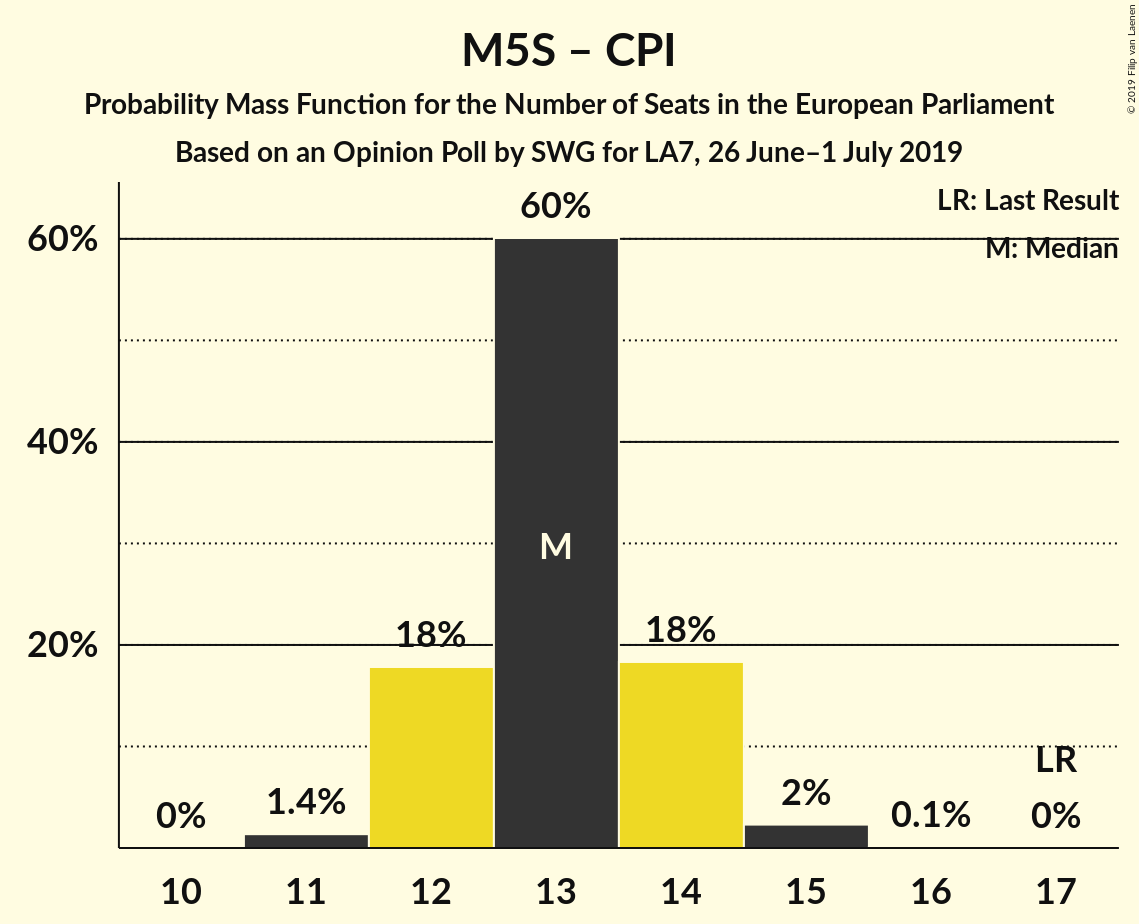 M5S – CPI
Probability Mass Function for the Number of Seats in the European Parliament
Based on an Opinion Poll by SWG for LA7, 26 June–1 July 2019
© 2019 Filip van Laenen
LR: Last Result
M: Median
60%
40%
20%
0%
1.4%
18%
60%
M
18%
2%
0.1%
LR
0%
10
11
12
13
14
15
16
17